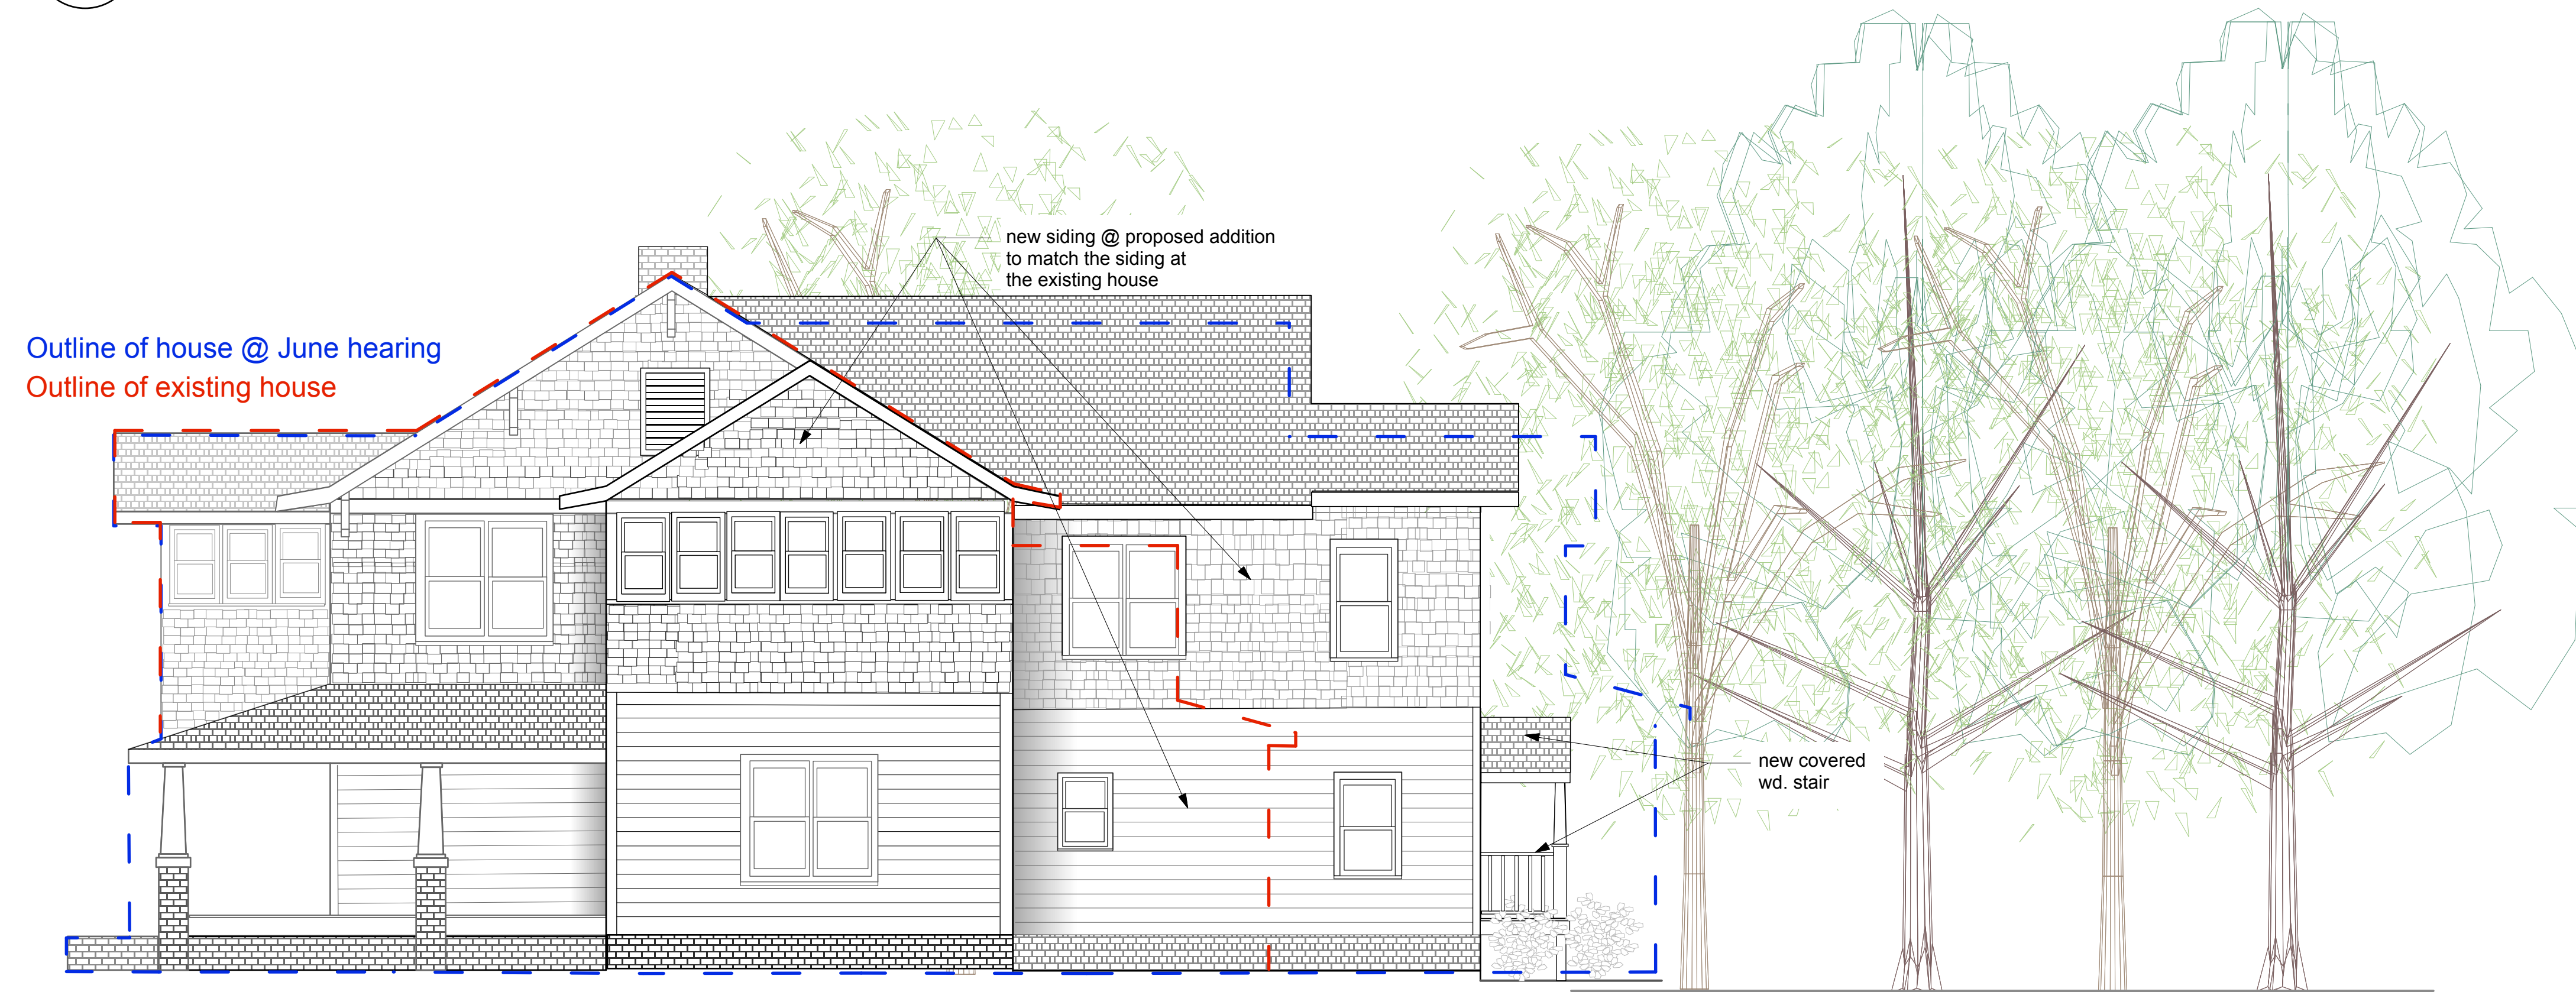 new siding @ proposed addition
to match the siding at
the existing house
Outline of house @ June hearing
Outline of existing house
new covered
wd. stair